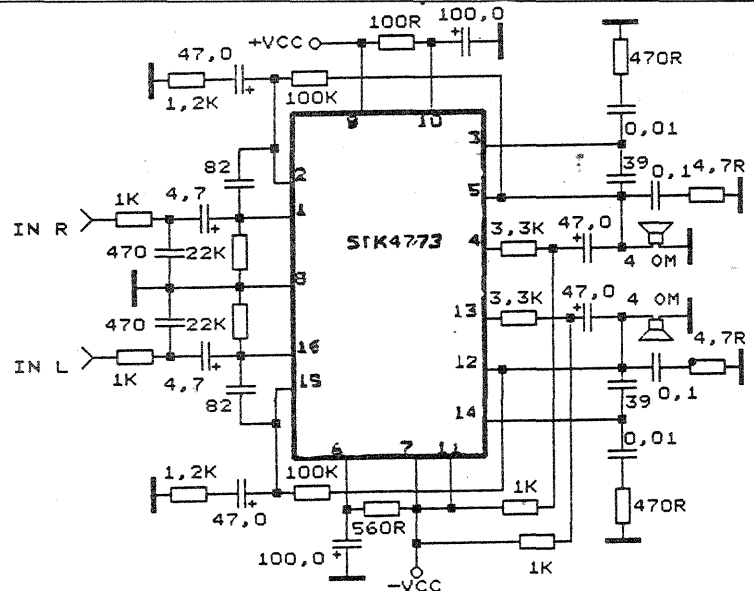 100R
100,0
+VCC
47,0
470R
1,2K
100K
9
10
0,01
3
82
39
2
0,1
4,7R
5
1K
4,7
1
IN R
STK4773
4
3,3K
47,0
470
22K
4 OM
8
3,3K
47,0
4 OM
470
22K
13
4,7R
16
12
IN L
1K
4,7
15
39
0,1
82
14
0,01
6
7
11
1,2K
100K
1K
47,0
560R
470R
100,0
1K
-VCC